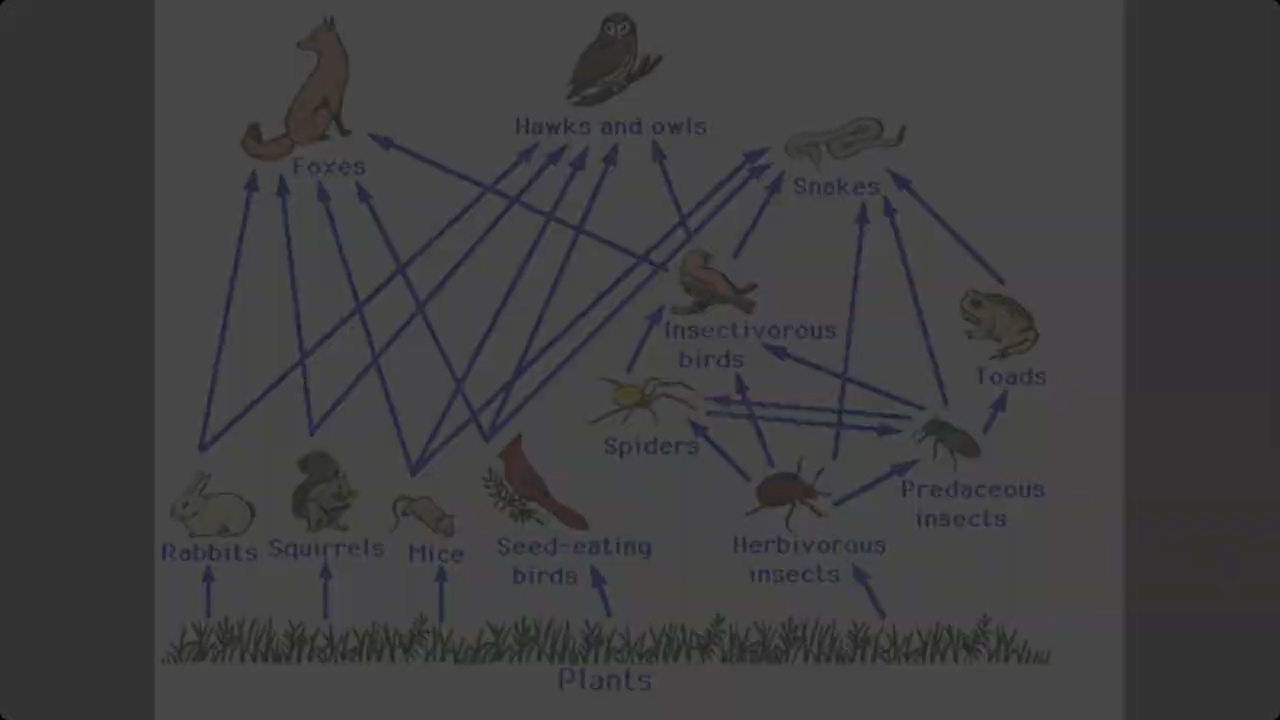 Hawks and owls
Foxes
Snakes
Insectivorous
birds
Toads
Spiders
Predaceous
insects
Rabbits
Squirrels
Mice
Seed-eating
birds
Herbivorous
insects
Plants